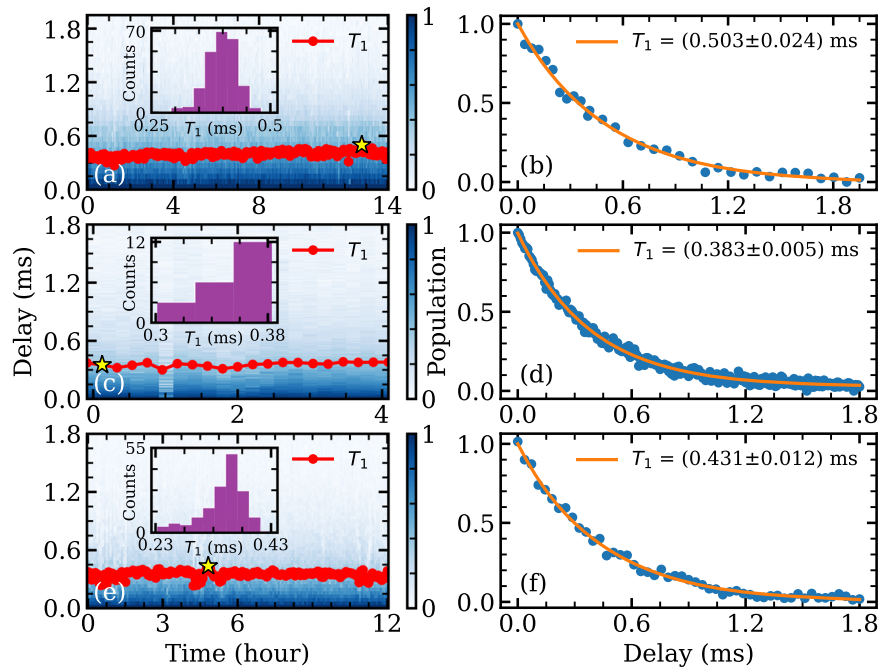 1.8
1.2
0.6
0.0
70
Counts
0
0.25
T₁ (ms)
0.5
T₁
(a)
0 4 8 14
1
0
1.0
0.5
0.0
T₁ = (0.503±0.024) ms
(b)
0.0 0.6 1.2 1.8
Delay (ms)
1.8
1.2
0.6
0.0
12
Counts
0
0.3
T₁ (ms)
0.38
T₁
(c)
0 2 4
1
0
Population
1.0
0.5
0.0
T₁ = (0.383±0.005) ms
(d)
0.0 0.6 1.2 1.8
1.8
1.2
0.6
0.0
55
Counts
0
0.23
T₁ (ms)
0.43
T₁
(e)
0 3 6 12
Time (hour)
1
0
1.0
0.5
0.0
T₁ = (0.431±0.012) ms
(f)
0.0 0.6 1.2 1.8
Delay (ms)